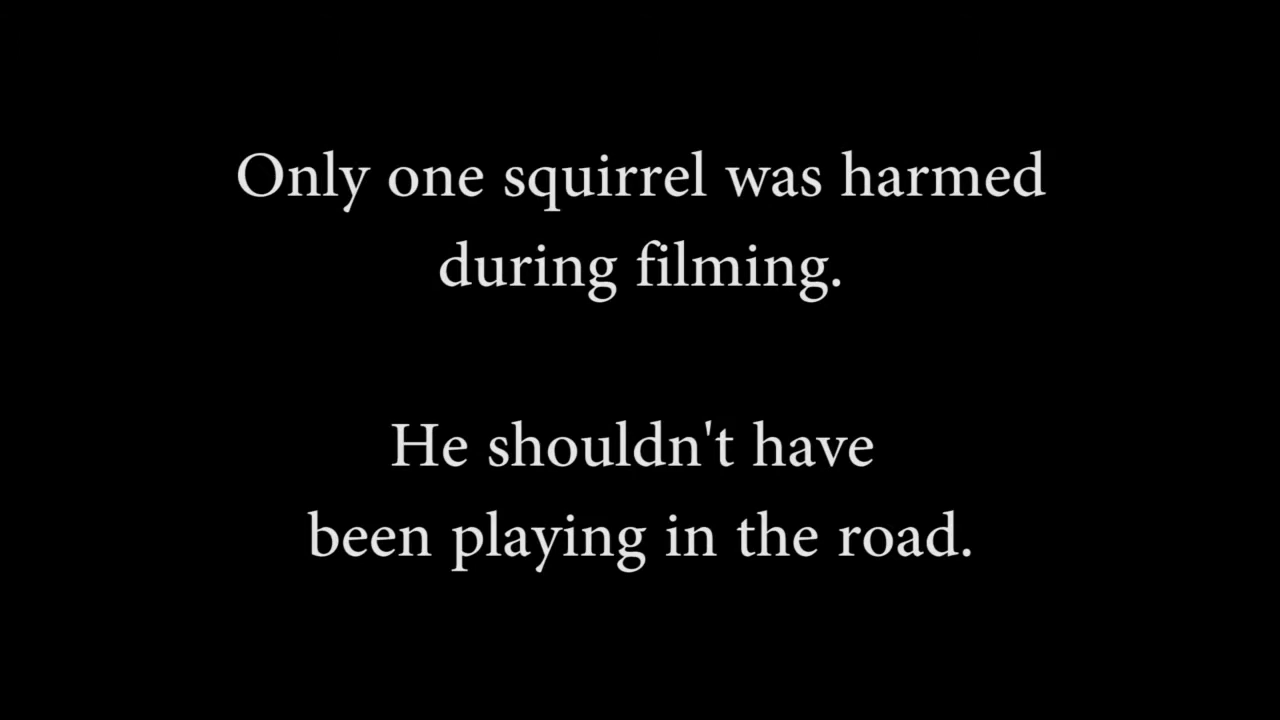 Only one squirrel was harmed
during filming.
He shouldn't have
been playing in the road.